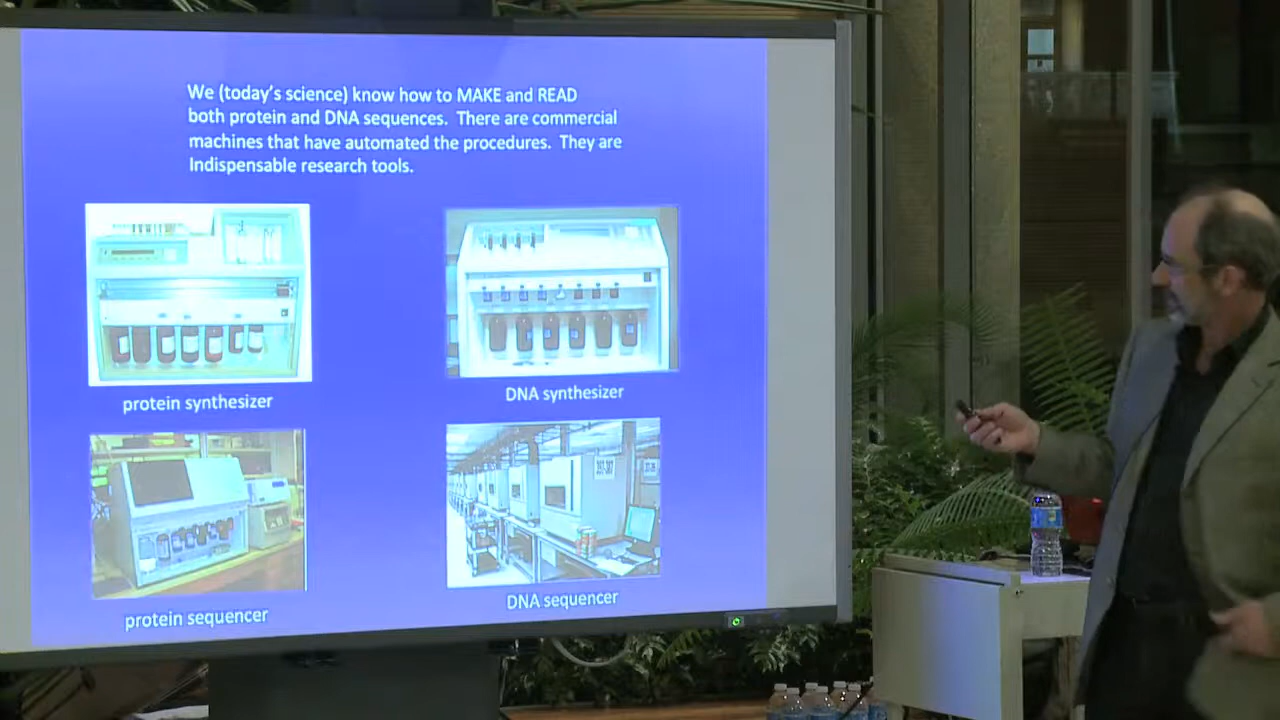 We (today's science) know how to MAKE and READ
both protein and DNA sequences. There are commercial
machines that have automated the procedures. They are
Indispensable research tools.
protein synthesizer
DNA synthesizer
protein sequencer
DNA sequencer